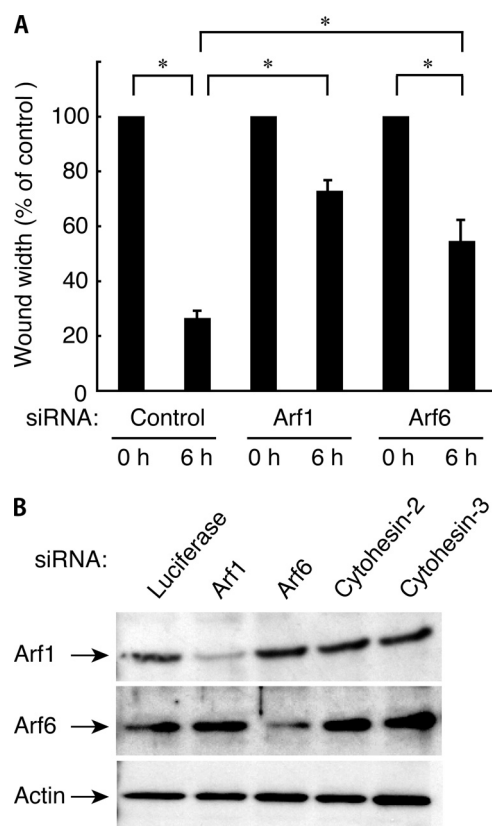 A
*
* * *
Wound width (% of control )
100
80
60
40
20
0
siRNA: Control Arf1 Arf6
0 h 6 h 0 h 6 h 0 h 6 h
B
siRNA: Luciferase Arf1 Arf6 Cytohesin-2 Cytohesin-3
Arf1
Arf6
Actin